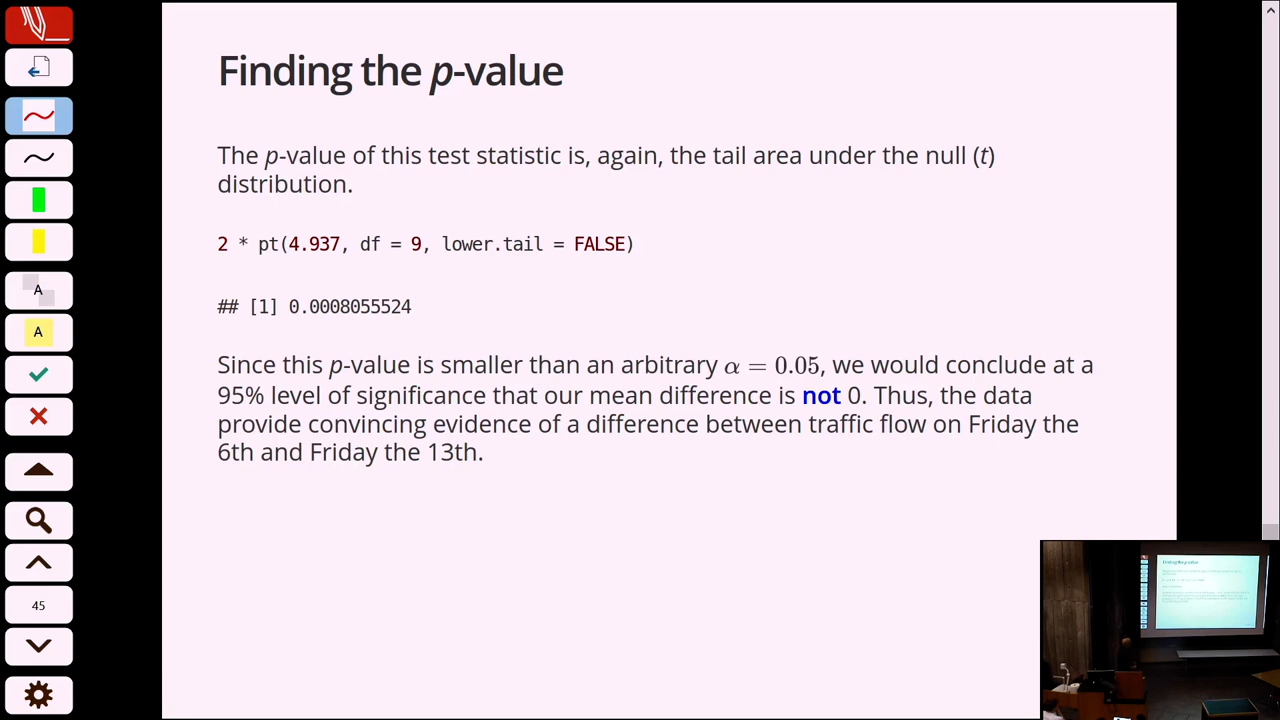 Finding the p-value
The p-value of this test statistic is, again, the tail area under the null (t)
distribution.
2 * pt(4.937, df = 9, lower.tail = FALSE)
## [1] 0.0008055524
Since this p-value is smaller than an arbitrary α = 0.05, we would conclude at a
95% level of significance that our mean difference is not 0. Thus, the data
provide convincing evidence of a difference between traffic flow on Friday the
6th and Friday the 13th.
A
A
45
Finding the p-value